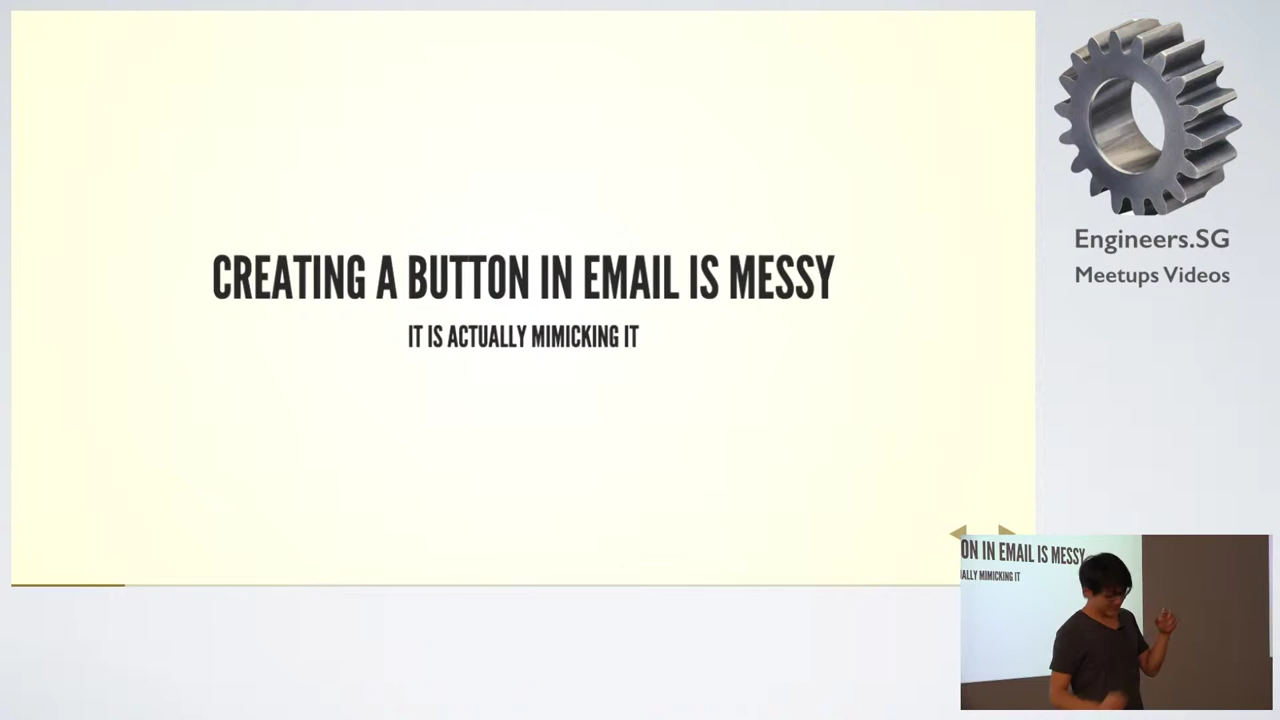 CREATING A BUTTON IN EMAIL IS MESSY
IT IS ACTUALLY MIMICKING IT
Engineers.SG
Meetups Videos
ON IN EMAIL IS MESSY
ALLY MIMICKING IT